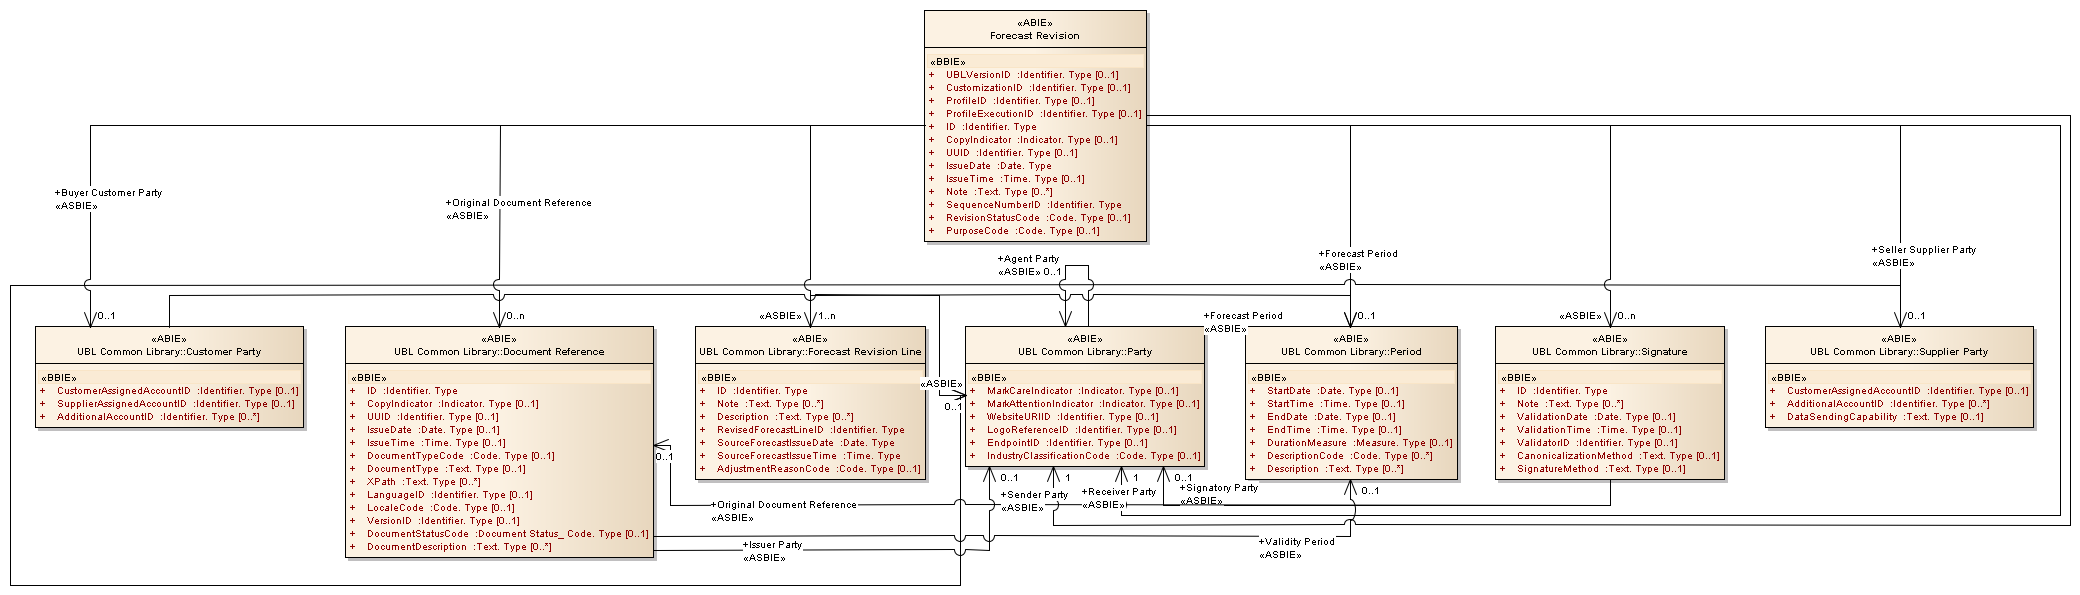 «ABIE»
Forecast Revision
«BBIE»
+ UBLVersionID :Identifier. Type [0..1]
+ CustomizationID :Identifier. Type [0..1]
+ ProfileID :Identifier. Type [0..1]
+ ProfileExecutionID :Identifier. Type [0..1]
+ ID :Identifier. Type
+ CopyIndicator :Indicator. Type [0..1]
+ UUID :Identifier. Type [0..1]
+ IssueDate :Date. Type
+ IssueTime :Time. Type [0..1]
+ Note :Text. Type [0..*]
+ SequenceNumberID :Identifier. Type
+ RevisionStatusCode :Code. Type [0..1]
+ PurposeCode :Code. Type [0..1]
+Buyer Customer Party
«ASBIE»
0..1
+Original Document Reference
«ASBIE»
0..n
«ASBIE»
1..n
+Agent Party
«ASBIE» 0..1
+Forecast Period
«ASBIE»
0..1
+Forecast Period
«ASBIE»
«ASBIE»
0..n
+Seller Supplier Party
«ASBIE»
0..1
«ABIE»
UBL Common Library::Customer Party
«BBIE»
+ CustomerAssignedAccountID :Identifier. Type [0..1]
+ SupplierAssignedAccountID :Identifier. Type [0..1]
+ AdditionalAccountID :Identifier. Type [0..*]
«ABIE»
UBL Common Library::Document Reference
«BBIE»
+ ID :Identifier. Type
+ CopyIndicator :Indicator. Type [0..1]
+ UUID :Identifier. Type [0..1]
+ IssueDate :Date. Type [0..1]
+ IssueTime :Time. Type [0..1]
+ DocumentTypeCode :Code. Type [0..1]
+ DocumentType :Text. Type [0..1]
+ XPath :Text. Type [0..*]
+ LanguageID :Identifier. Type [0..1]
+ LocaleCode :Code. Type [0..1]
+ VersionID :Identifier. Type [0..1]
+ DocumentStatusCode :Document Status_ Code. Type [0..1]
+ DocumentDescription :Text. Type [0..*]
«ABIE»
UBL Common Library::Forecast Revision Line
«BBIE»
+ ID :Identifier. Type
+ Note :Text. Type [0..*]
+ Description :Text. Type [0..*]
+ RevisedForecastLineID :Identifier. Type
+ SourceForecastIssueDate :Date. Type
+ SourceForecastIssueTime :Time. Type
+ AdjustmentReasonCode :Code. Type [0..1]
«ASBIE»
0..1
«ABIE»
UBL Common Library::Party
«BBIE»
+ MarkCareIndicator :Indicator. Type [0..1]
+ MarkAttentionIndicator :Indicator. Type [0..1]
+ WebsiteURIID :Identifier. Type [0..1]
+ LogoReferenceID :Identifier. Type [0..1]
+ EndpointID :Identifier. Type [0..1]
+ IndustryClassificationCode :Code. Type [0..1]
«ABIE»
UBL Common Library::Period
«BBIE»
+ StartDate :Date. Type [0..1]
+ StartTime :Time. Type [0..1]
+ EndDate :Date. Type [0..1]
+ EndTime :Time. Type [0..1]
+ DurationMeasure :Measure. Type [0..1]
+ DescriptionCode :Code. Type [0..*]
+ Description :Text. Type [0..*]
«ABIE»
UBL Common Library::Signature
«BBIE»
+ ID :Identifier. Type
+ Note :Text. Type [0..*]
+ ValidationDate :Date. Type [0..1]
+ ValidationTime :Time. Type [0..1]
+ ValidatorID :Identifier. Type [0..1]
+ CanonicalizationMethod :Text. Type [0..1]
+ SignatureMethod :Text. Type [0..1]
«ABIE»
UBL Common Library::Supplier Party
«BBIE»
+ CustomerAssignedAccountID :Identifier. Type [0..1]
+ AdditionalAccountID :Identifier. Type [0..*]
+ DataSendingCapability :Text. Type [0..1]
0..1
+Original Document Reference
«ASBIE»
0..1
+Sender Party
«ASBIE»
1
+Receiver Party
«ASBIE»
1
0..1
+Signatory Party
«ASBIE»
0..1
+Issuer Party
«ASBIE»
+Validity Period
«ASBIE»